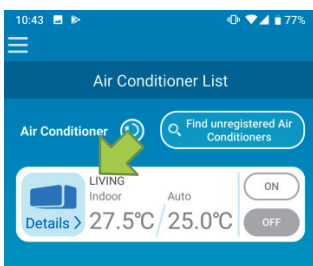 10:43 77%
Air Conditioner List
Air Conditioner
Find unregistered Air
Conditioners
LIVING
Indoor Auto ON
Details > 27.5℃ 25.0℃ OFF